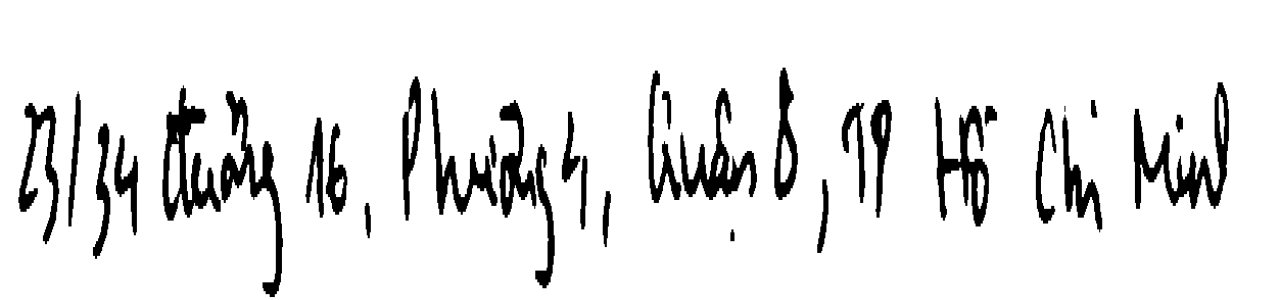 23/34 đường 16, Phường 4, Quận 8, TP Hồ Chí Minh